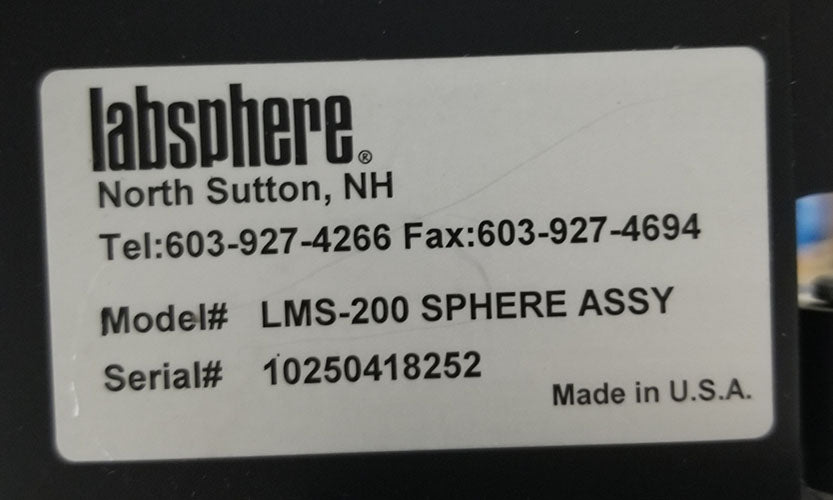 labsphere®
North Sutton, NH
Tel:603-927-4266 Fax:603-927-4694
Model# LMS-200 SPHERE ASSY
Serial# 10250418252
Made in U.S.A.